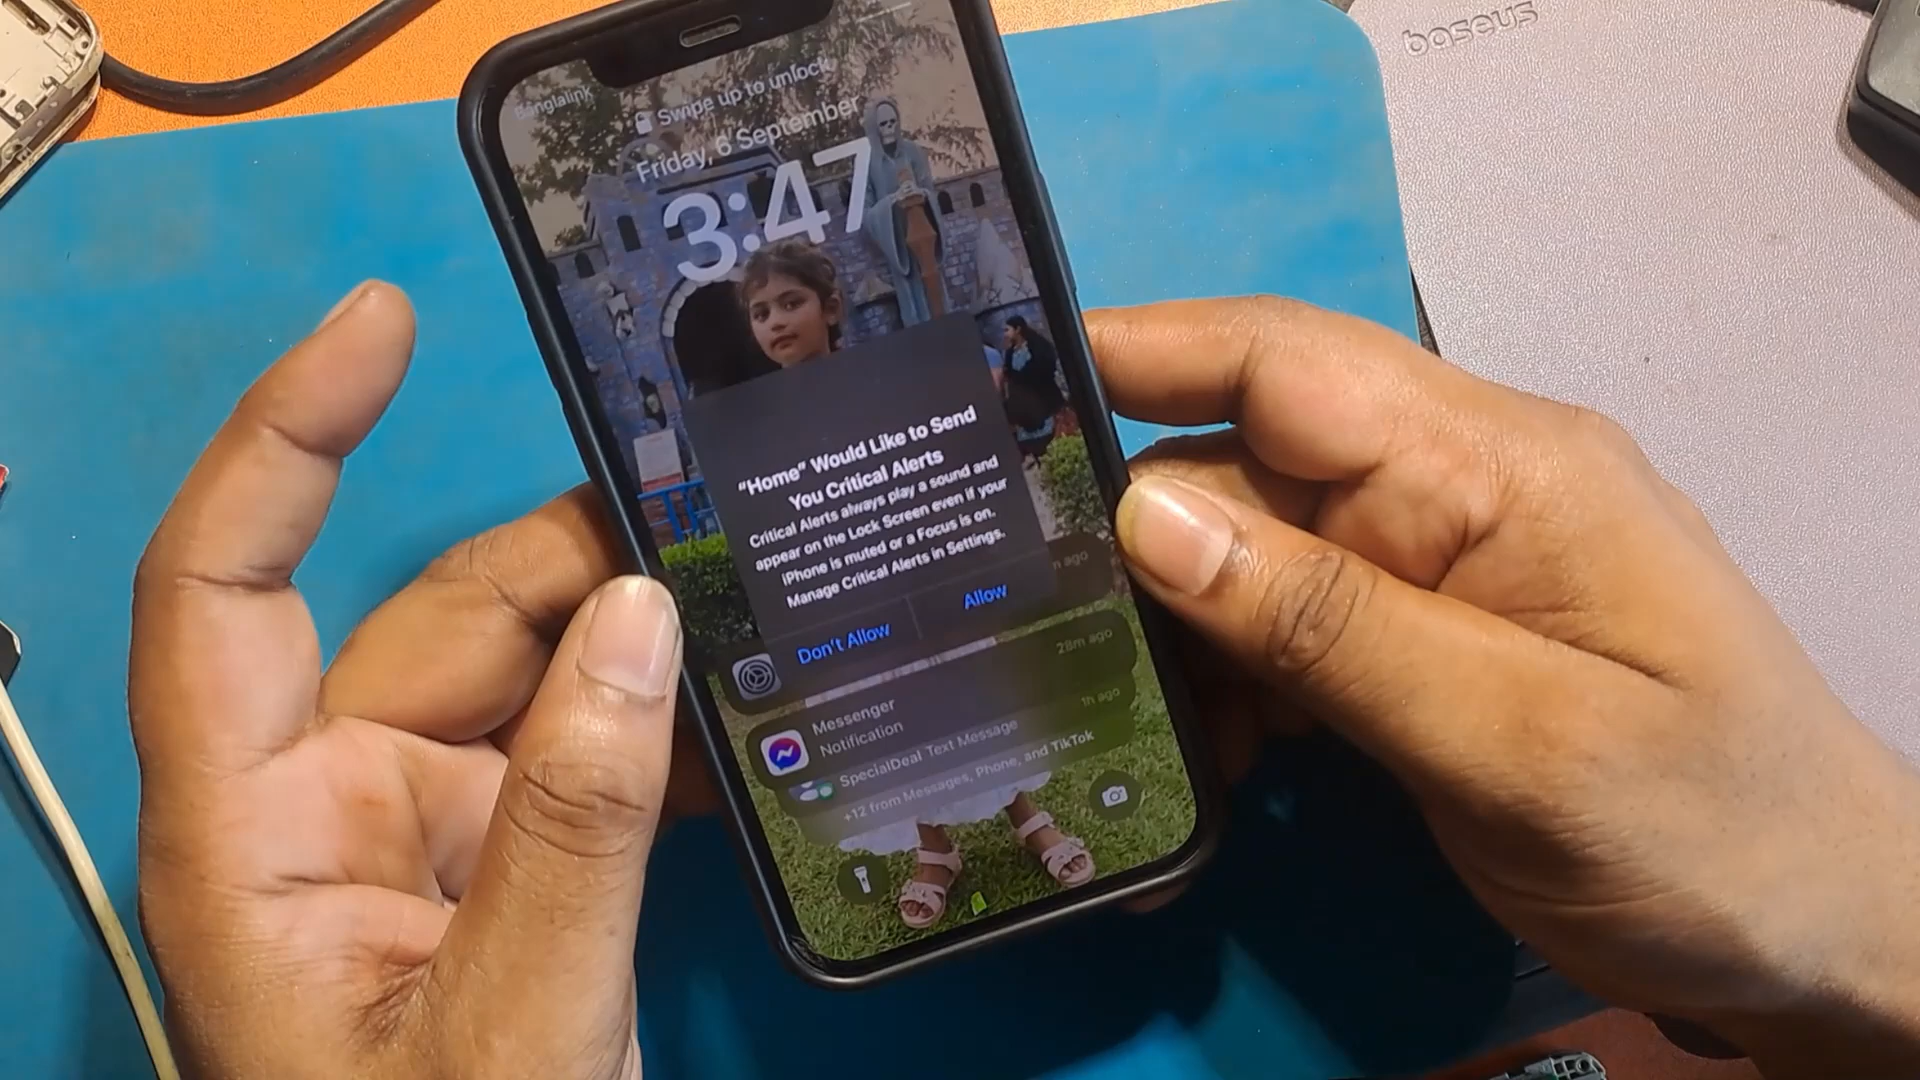 baseus
Banglalink
Swipe up to unlock
Friday, 6 September
3:47
“Home” Would Like to Send
You Critical Alerts
Critical Alerts always play a sound and
appear on the Lock Screen even if your
iPhone is muted or a Focus is on.
Manage Critical Alerts in Settings.
Don't Allow
Allow
m ago
28m ago
Messenger
Notification
1h ago
SpecialDeal Text Message
+12 from Messages, Phone, and TikTok